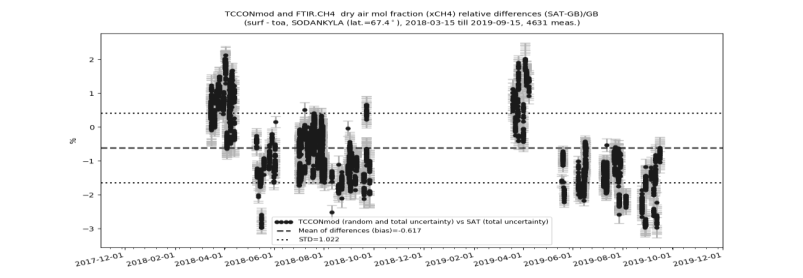 TCCONmod and FTIR.CH4 dry air mol fraction (xCH4) relative differences (SAT-GB)/GB
(surf - toa, SODANKYLA (lat.=67.4°), 2018-03-15 till 2019-09-15, 4631 meas.)
2
1
0
−1
−2
−3
%
TCCONmod (random and total uncertainty) vs SAT (total uncertainty)
Mean of differences (bias)=-0.617
STD=1.022
2017-12-01 2018-02-01 2018-04-01 2018-06-01 2018-08-01 2018-10-01 2018-12-01 2019-02-01 2019-04-01 2019-06-01 2019-08-01 2019-10-01 2019-12-01